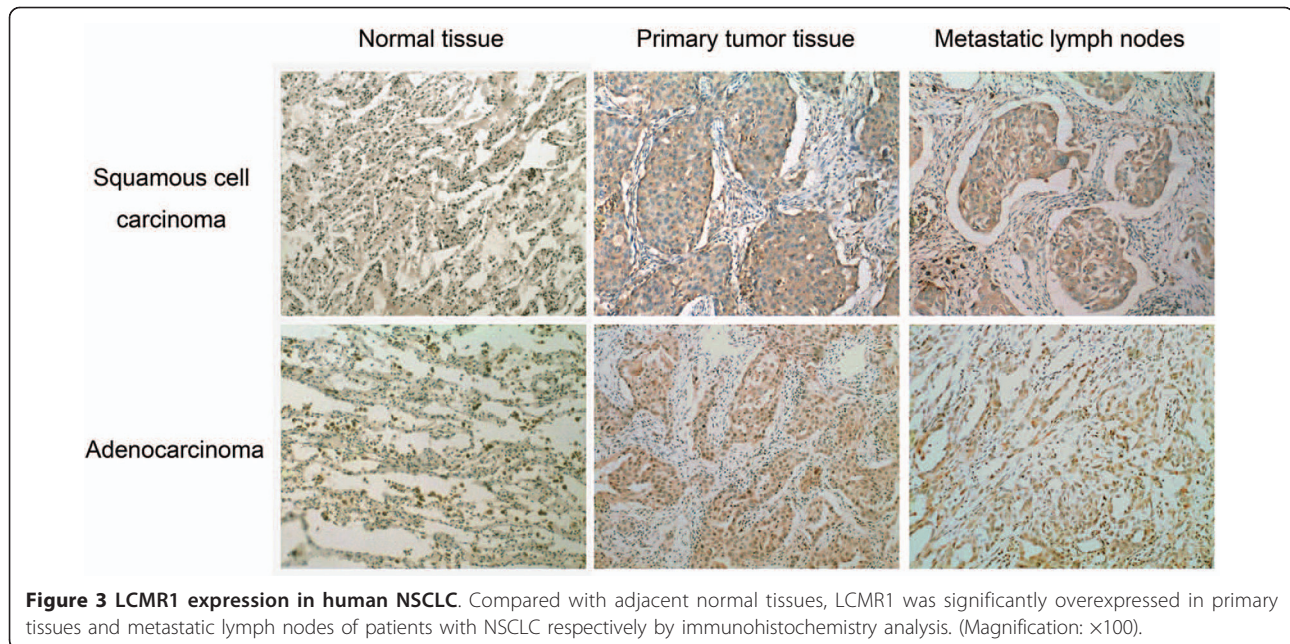 Normal tissue
Primary tumor tissue
Metastatic lymph nodes
Squamous cell
carcinoma
Adenocarcinoma
Figure 3 LCMR1 expression in human NSCLC. Compared with adjacent normal tissues, LCMR1 was significantly overexpressed in primary
tissues and metastatic lymph nodes of patients with NSCLC respectively by immunohistochemistry analysis. (Magnification: ×100).